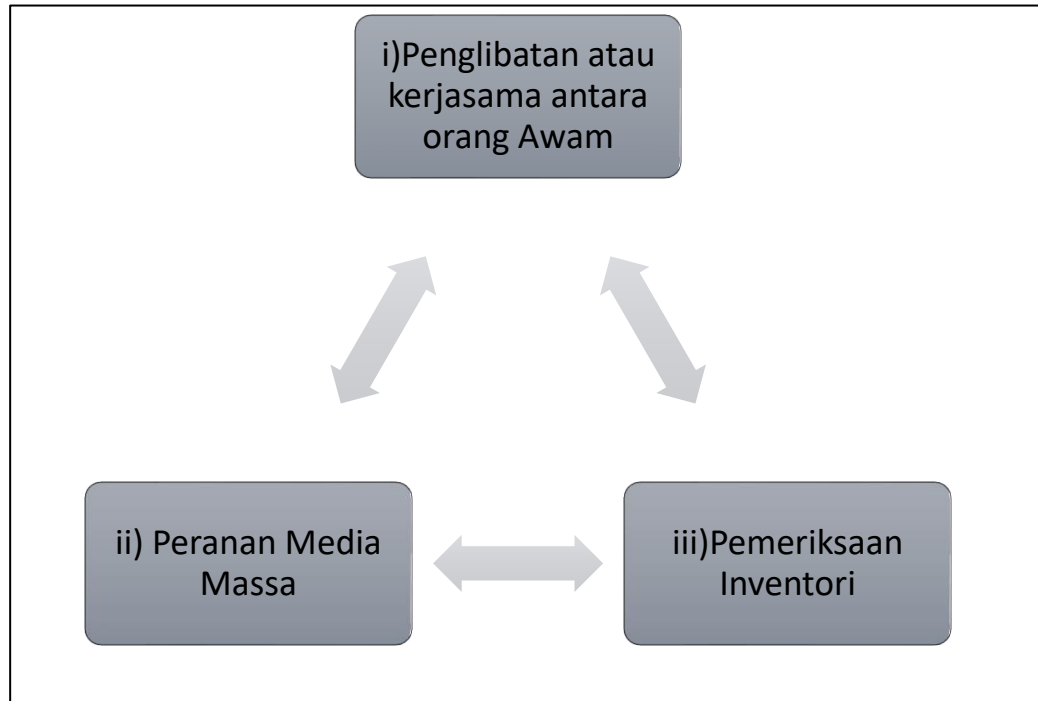 i)Penglibatan atau
kerjasama antara
orang Awam
ii) Peranan Media
Massa
iii)Pemeriksaan
Inventori